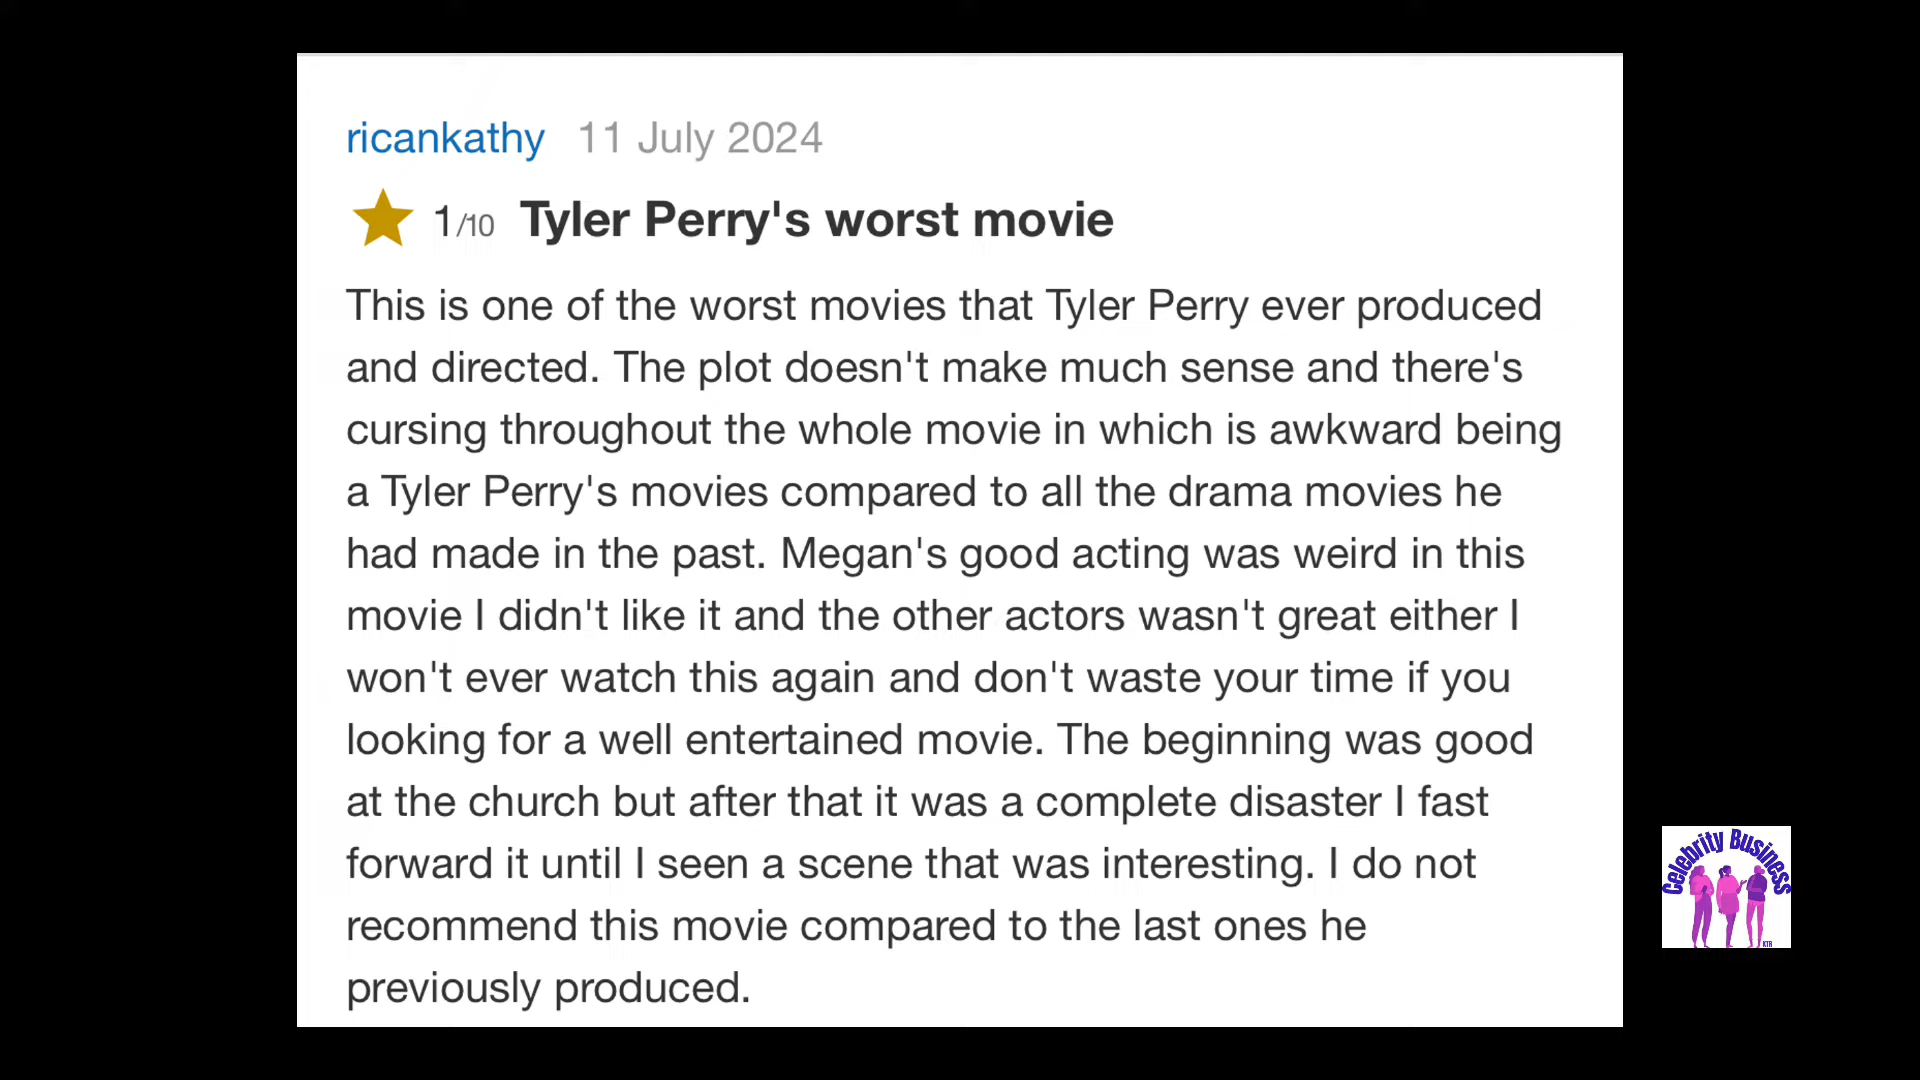 ricankathy 11 July 2024
1/10 Tyler Perry's worst movie
This is one of the worst movies that Tyler Perry ever produced
and directed. The plot doesn't make much sense and there's
cursing throughout the whole movie in which is awkward being
a Tyler Perry's movies compared to all the drama movies he
had made in the past. Megan's good acting was weird in this
movie I didn't like it and the other actors wasn't great either I
won't ever watch this again and don't waste your time if you
looking for a well entertained movie. The beginning was good
at the church but after that it was a complete disaster I fast
forward it until I seen a scene that was interesting. I do not
recommend this movie compared to the last ones he
previously produced.
Celebrity Business
KTR